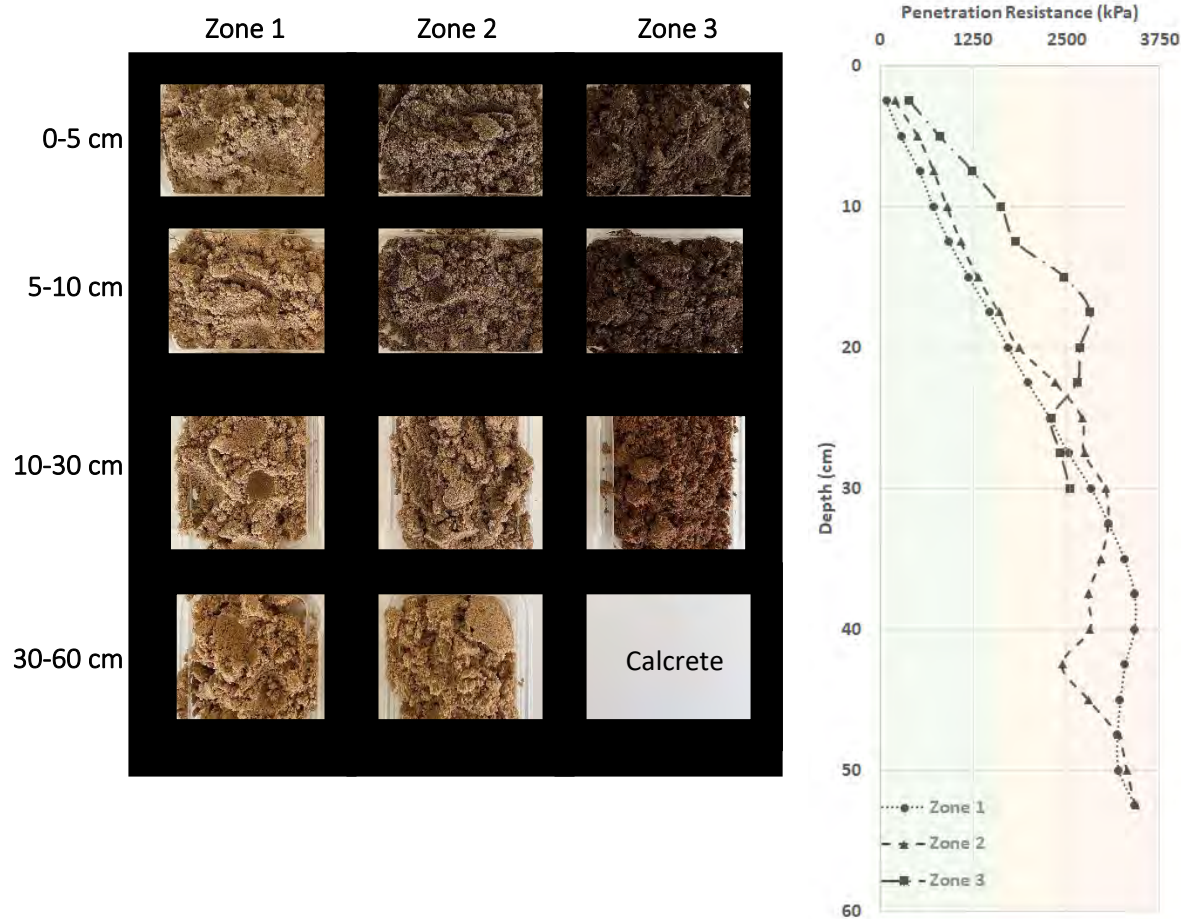 Zone 1 Zone 2 Zone 3
0-5 cm
5-10 cm
10-30 cm
30-60 cm
Calcrete
Penetration Resistance (kPa)
0 1250 2500 3750
0
10
20
30
40
50
60
Depth (cm)
Zone 1
Zone 2
Zone 3